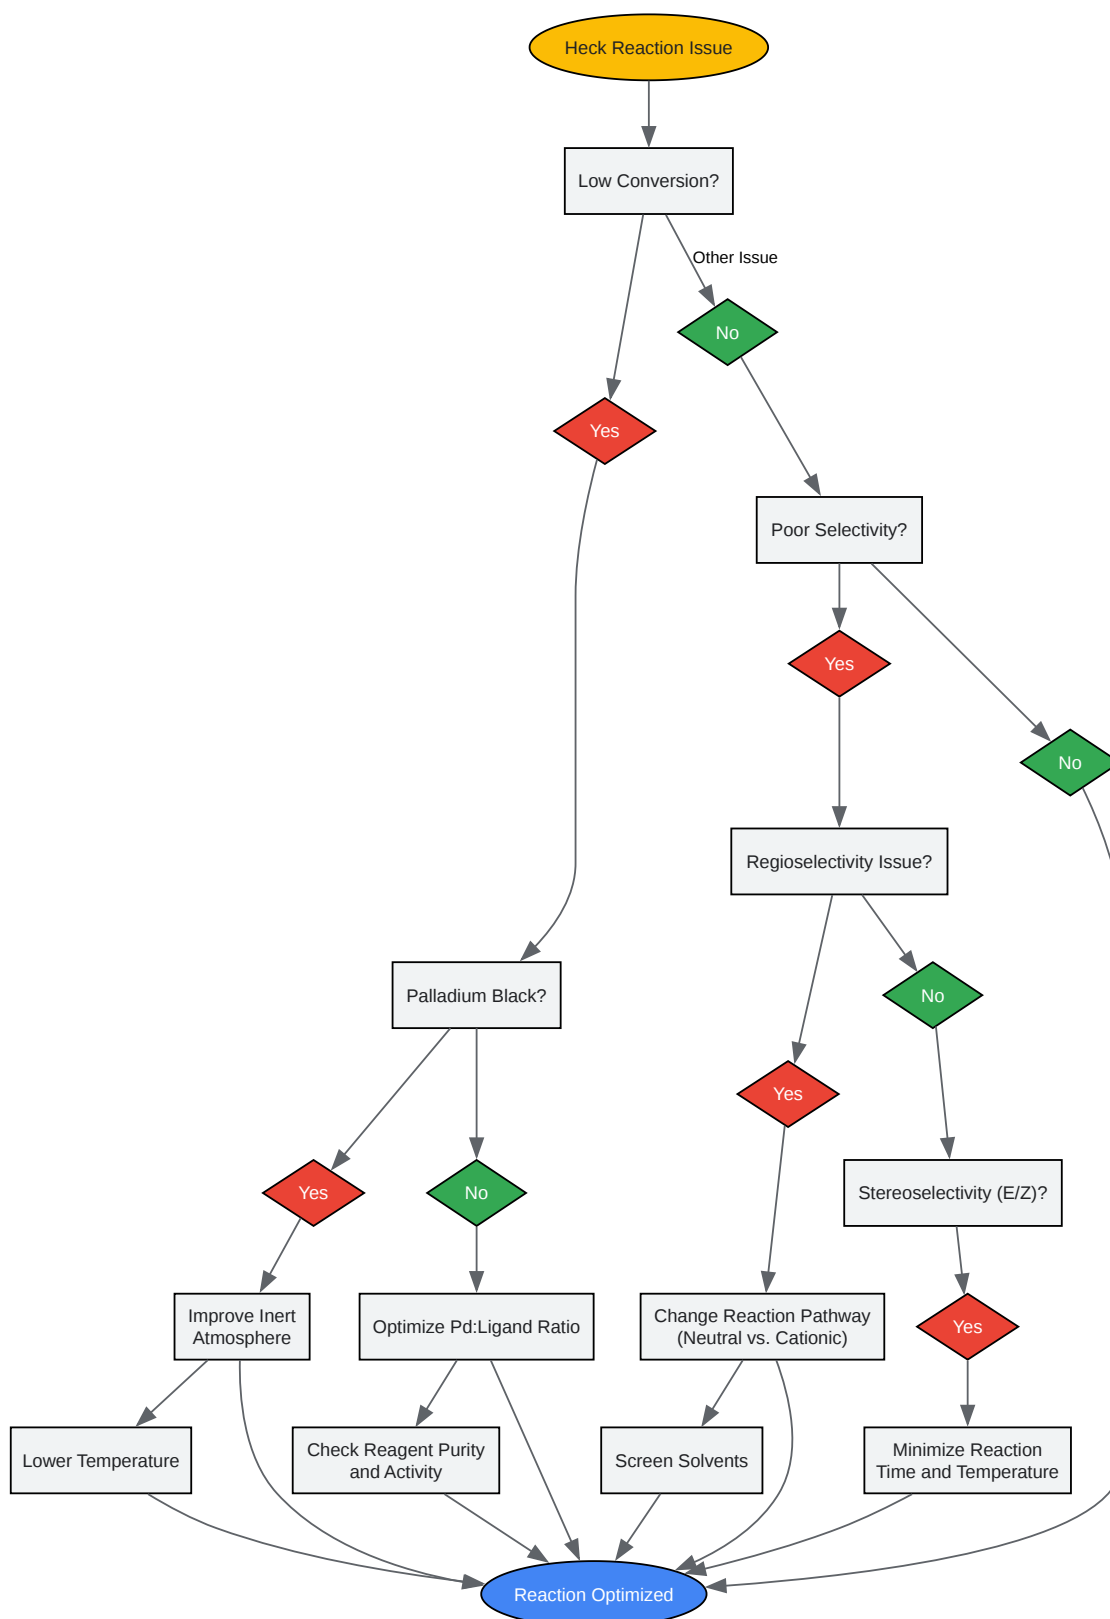 Heck Reaction Issue
Low Conversion?
Other Issue
No
Yes
Poor Selectivity?
Yes
No
Regioselectivity Issue?
Palladium Black?
No
Yes
Yes
No
Stereoselectivity (E/Z)?
Improve Inert
Atmosphere
Optimize Pd:Ligand Ratio
Change Reaction Pathway
(Neutral vs. Cationic)
Yes
Lower Temperature
Check Reagent Purity
and Activity
Screen Solvents
Minimize Reaction
Time and Temperature
Reaction Optimized